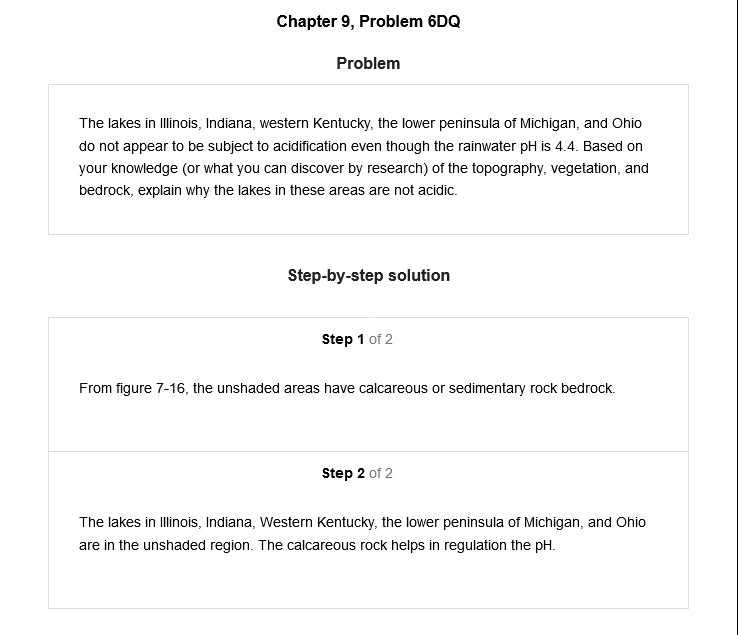 Chapter 9, Problem 6DQ
Problem
The lakes in Illinois, Indiana, western Kentucky, the lower peninsula of Michigan, and Ohio
do not appear to be subject to acidification even though the rainwater pH is 4.4. Based on
your knowledge (or what you can discover by research) of the topography, vegetation, and
bedrock, explain why the lakes in these areas are not acidic.
Step-by-step solution
Step 1 of 2
From figure 7-16, the unshaded areas have calcareous or sedimentary rock bedrock.
Step 2 of 2
The lakes in Illinois, Indiana, Western Kentucky, the lower peninsula of Michigan, and Ohio
are in the unshaded region. The calcareous rock helps in regulation the pH.